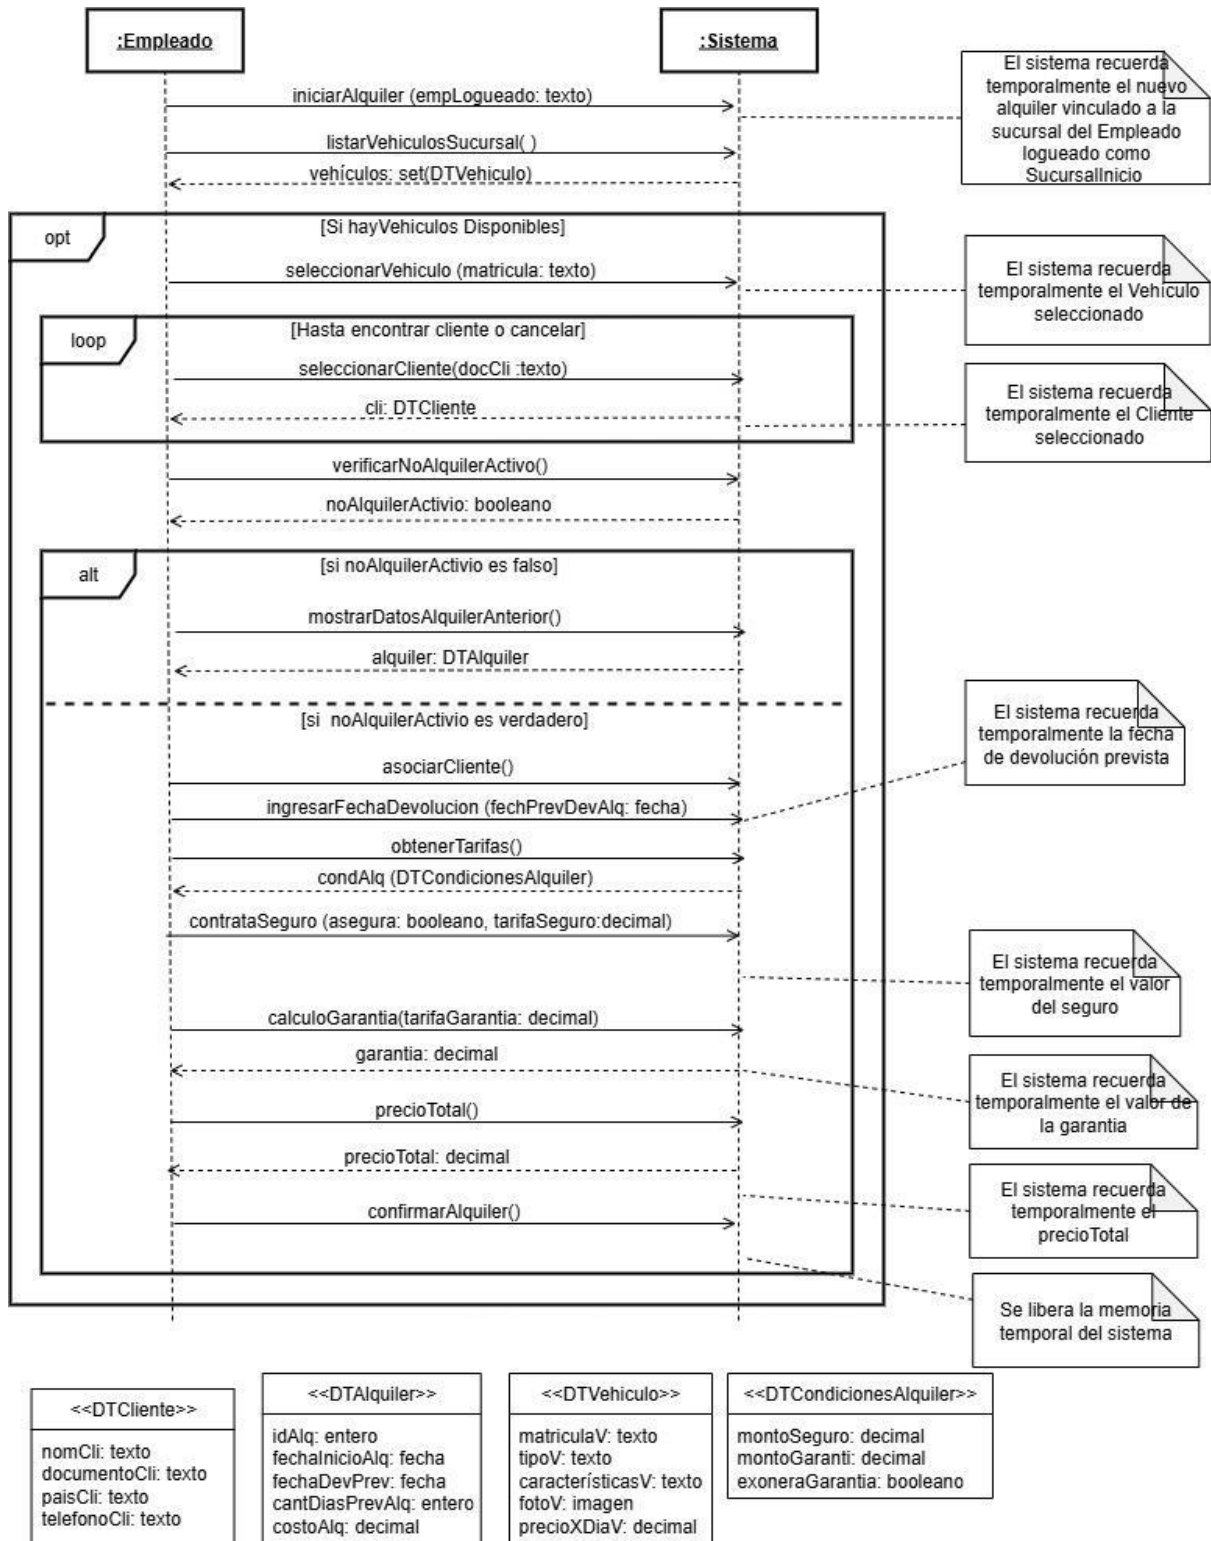 :Empleado
:Sistema
iniciarAlquiler (empLogueado: texto)
El sistema recuerda
temporalmente el nuevo
alquiler vinculado a la
sucursal del Empleado
logueado como
SucursalInicio
listarVehiculosSucursal( )
vehículos: set(DTVehiculo)
opt
[Si hayVehiculos Disponibles]
seleccionarVehiculo (matricula: texto)
El sistema recuerda
temporalmente el Vehículo
seleccionado
loop
[Hasta encontrar cliente o cancelar]
seleccionarCliente(docCli :texto)
cli: DTCliente
El sistema recuerda
temporalmente el Cliente
seleccionado
verificarNoAlquilerActivo()
noAlquilerActivio: booleano
alt
[si noAlquilerActivio es falso]
mostrarDatosAlquilerAnterior()
alquiler: DTAlquiler
[si  noAlquilerActivio es verdadero]
El sistema recuerda
temporalmente la fecha
de devolución prevista
asociarCliente()
ingresarFechaDevolucion (fechPrevDevAlq: fecha)
obtenerTarifas()
condAlq (DTCondicionesAlquiler)
contrataSeguro (asegura: booleano, tarifaSeguro:decimal)
El sistema recuerda
temporalmente el valor
del seguro
calculoGarantia(tarifaGarantia: decimal)
garantia: decimal
El sistema recuerda
temporalmente el valor de
la garantia
precioTotal()
precioTotal: decimal
El sistema recuerda
temporalmente el
precioTotal
confirmarAlquiler()
Se libera la memoria
temporal del sistema
<<DTCliente>>
nomCli: texto
documentoCli: texto
paisCli: texto
telefonoCli: texto
<<DTAlquiler>>
idAlq: entero
fechaInicioAlq: fecha
fechaDevPrev: fecha
cantDiasPrevAlq: entero
costoAlq: decimal
<<DTVehiculo>>
matriculaV: texto
tipoV: texto
característicasV: texto
fotoV: imagen
precioXDiaV: decimal
<<DTCondicionesAlquiler>>
montoSeguro: decimal
montoGaranti: decimal
exoneraGarantia: booleano